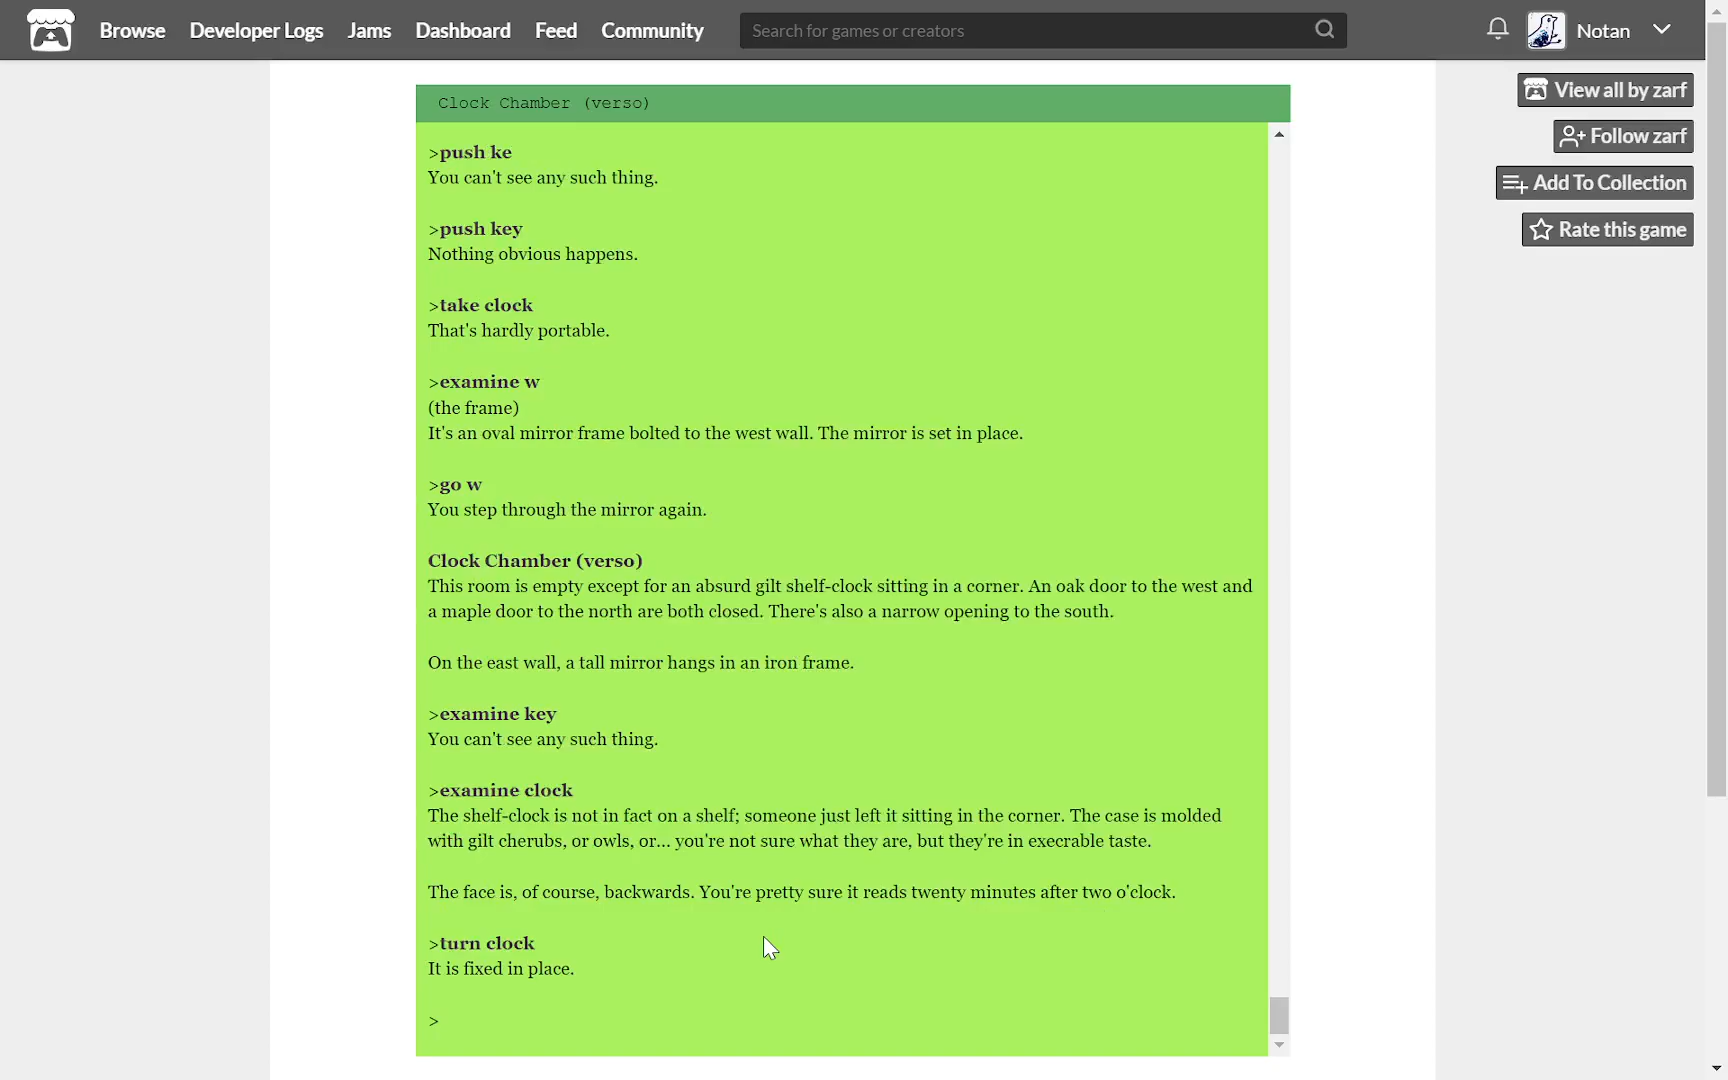 Browse Developer Logs Jams Dashboard Feed Community Search for games or creators Notan
View all by zarf
Follow zarf
Add To Collection
Rate this game
Clock Chamber (verso)
>push ke
You can't see any such thing.
>push key
Nothing obvious happens.
>take clock
That's hardly portable.
>examine w
(the frame)
It's an oval mirror frame bolted to the west wall. The mirror is set in place.
>go w
You step through the mirror again.
Clock Chamber (verso)
This room is empty except for an absurd gilt shelf-clock sitting in a corner. An oak door to the west and
a maple door to the north are both closed. There's also a narrow opening to the south.
On the east wall, a tall mirror hangs in an iron frame.
>examine key
You can't see any such thing.
>examine clock
The shelf-clock is not in fact on a shelf; someone just left it sitting in the corner. The case is molded
with gilt cherubs, or owls, or... you're not sure what they are, but they're in execrable taste.
The face is, of course, backwards. You're pretty sure it reads twenty minutes after two o'clock.
>turn clock
It is fixed in place.
>